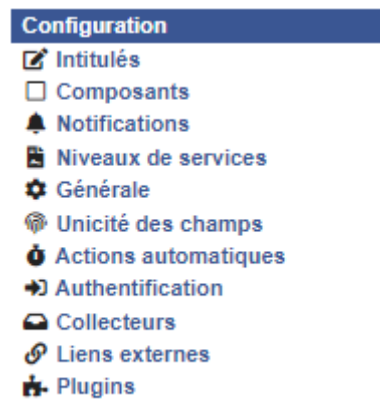 Configuration
Intitulés
Composants
Notifications
Niveaux de services
Générale
Unicité des champs
Actions automatiques
Authentification
Collecteurs
Liens externes
Plugins